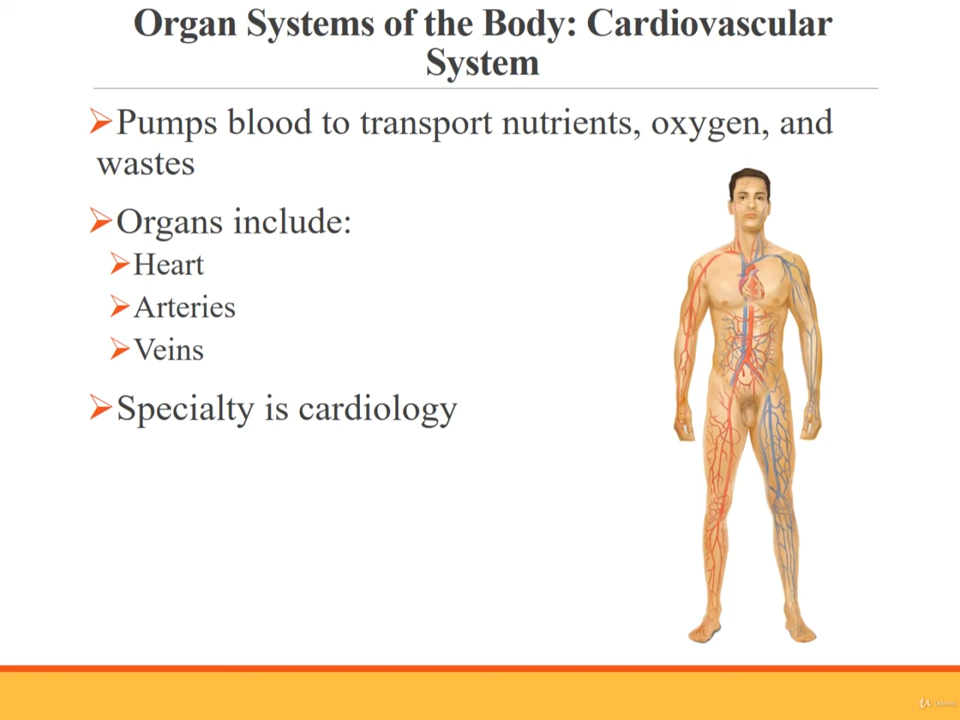 Organ Systems of the Body: Cardiovascular
System
Pumps blood to transport nutrients, oxygen, and
wastes
Organs include:
Heart
Arteries
Veins
Specialty is cardiology
Udemy